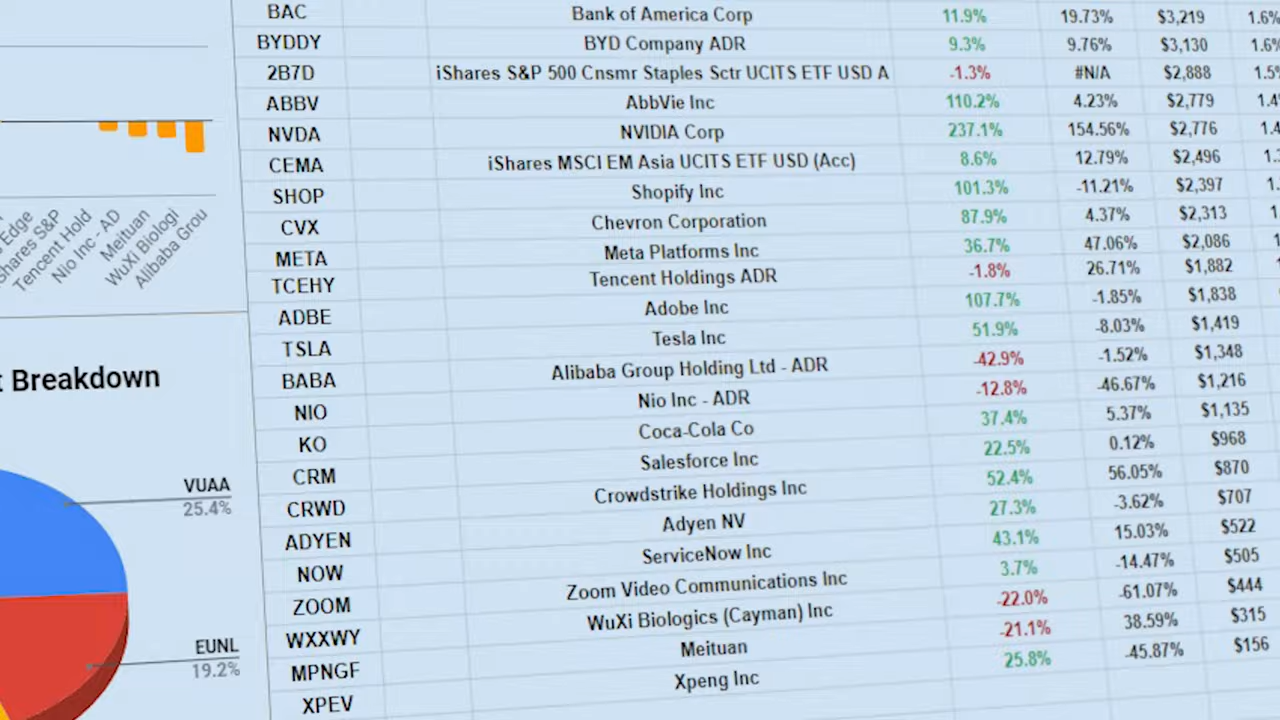 BAC Bank of America Corp 11.9% 19.73% $3,219 1.6%
BYDDY BYD Company ADR 9.3% 9.76% $3,130 1.6%
2B7D iShares S&P 500 Cnsmr Staples Sctr UCITS ETF USD A -1.3% #N/A $2,888 1.5%
ABBV AbbVie Inc 110.2% 4.23% $2,779 1.4
NVDA NVIDIA Corp 237.1% 154.56% $2,776 1.4
CEMA iShares MSCI EM Asia UCITS ETF USD (Acc) 8.6% 12.79% $2,496
SHOP Shopify Inc 101.3% -11.21% $2,397
CVX Chevron Corporation 87.9% 4.37% $2,313
META Meta Platforms Inc 36.7% 47.06% $2,086
TCEHY Tencent Holdings ADR -1.8% 26.71% $1,882
ADBE Adobe Inc 107.7% -1.85% $1,838
TSLA Tesla Inc 51.9% -8.03% $1,419
BABA Alibaba Group Holding Ltd - ADR -42.9% -1.52% $1,348
NIO Nio Inc - ADR -12.8% -46.67% $1,216
KO Coca-Cola Co 37.4% 5.37% $1,135
CRM Salesforce Inc 22.5% 0.12% $968
CRWD Crowdstrike Holdings Inc 52.4% 56.05% $870
ADYEN Adyen NV 27.3% -3.62% $707
NOW ServiceNow Inc 43.1% 15.03% $522
ZOOM Zoom Video Communications Inc 3.7% -14.47% $505
WXXWY WuXi Biologics (Cayman) Inc -22.0% -61.07% $444
MPNGF Meituan -21.1% 38.59% $315
XPEV Xpeng Inc 25.8% -45.87% $156
Edge
Shares S&P
Tencent Hold
Nio Inc - AD
Meituan
WuXi Biologi
Alibaba Grou
t Breakdown
VUAA
25.4%
EUNL
19.2%